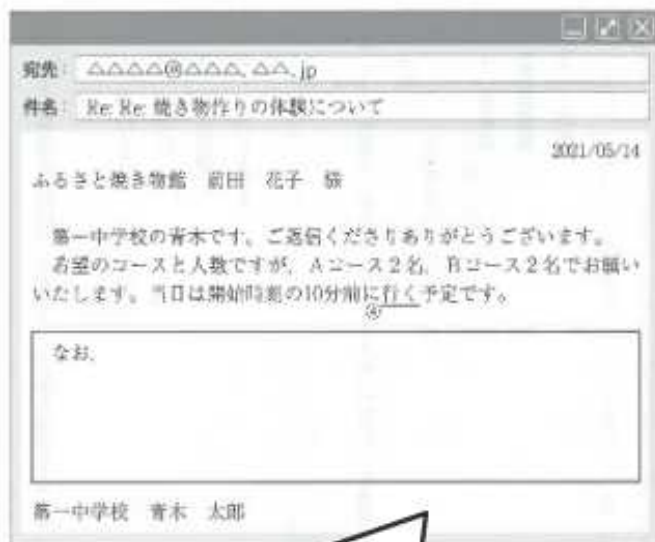 宛先： △△△△@△△△.△△.jp
件名： Re:Re: 焼き物作りの体験について
2021/05/14
ふるさと焼き物館 前田 花子 様
第一中学校の青木です。ご返信くださりありがとうございます。
希望のコースと人数ですが、Aコース2名、Bコース2名でお願い
いたします。当日は開始時刻の10分前に行く予定です。
なお、
第一中学校 青木 太郎